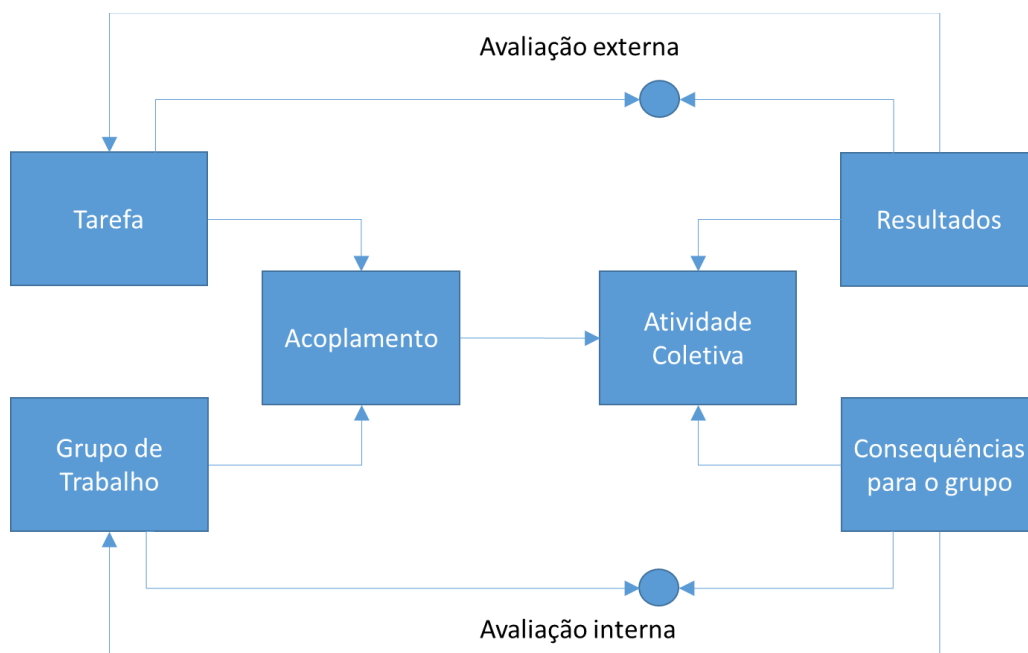 Avaliação externa
Tarefa
Resultados
Acoplamento
Atividade
Coletiva
Grupo de
Trabalho
Consequências
para o grupo
Avaliação interna